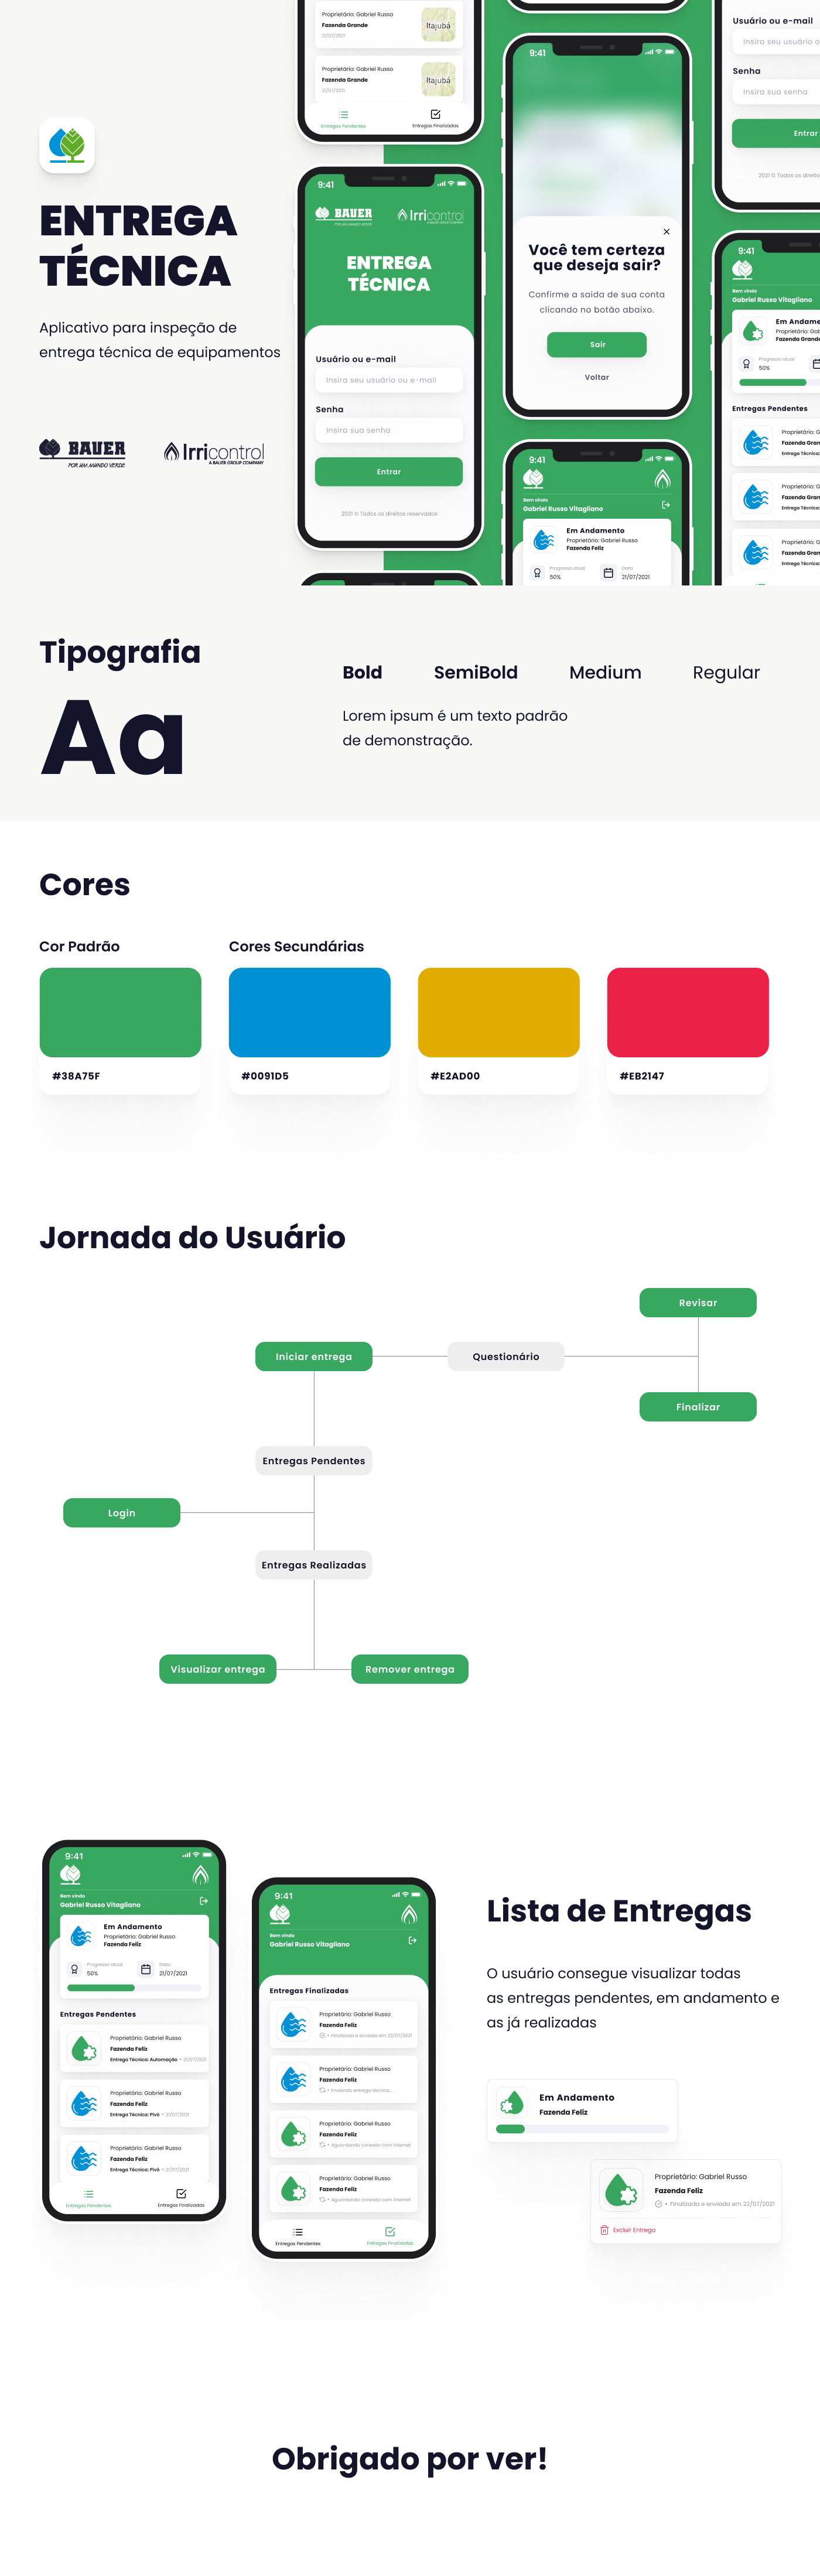 ENTREGA
TÉCNICA
Aplicativo para inspeção de
entrega técnica de equipamentos
BAUER
POR UM MUNDO VERDE
Irricontrol
A BAUER GROUP COMPANY
Proprietário: Gabriel Russo
Fazenda Grande
21/07/2021
Itajubá
Proprietário: Gabriel Russo
Fazenda Grande
21/07/2021
Itajubá
Entregas Pendentes
Entregas Finalizadas
9:41
BAUER
POR UM MUNDO VERDE
Irricontrol
A BAUER GROUP COMPANY
ENTREGA
TÉCNICA
Usuário ou e-mail
Insira seu usuário ou e-mail
Senha
Insira sua senha
Entrar
2021 © Todos os direitos reservados
9:41
Você tem certeza
que deseja sair?
Confirme a saida de sua conta
clicando no botão abaixo.
Sair
Voltar
9:41
Bem vindo
Gabriel Russo Vitagliano
Em Andamento
Proprietário: Gabriel Russo
Fazenda Feliz
Progresso atual
50%
Data
21/07/2021
Usuário ou e-mail
Insira seu usuário o
Senha
Insira sua senha
Entrar
2021 © Todos os direito
9:41
Bem vindo
Gabriel Russo Vitagliano
Em Andame
Proprietário: Gab
Fazenda Grande
Progresso atual
50%
Entregas Pendentes
Proprietário: G
Fazenda Gran
Entrega Técnica:
Proprietário: G
Fazenda Gran
Entrega Técnica:
Proprietário: G
Fazenda Gran
Entrega Técnica:
Tipografia
Aa
Bold SemiBold Medium Regular
Lorem ipsum é um texto padrão
de demonstração.
Cores
Cor Padrão
Cores Secundárias
#38A75F
#0091D5
#E2AD00
#EB2147
Jornada do Usuário
Revisar
Iniciar entrega
Questionário
Finalizar
Entregas Pendentes
Login
Entregas Realizadas
Visualizar entrega
Remover entrega
9:41
Bem vindo
Gabriel Russo Vitagliano
Em Andamento
Proprietário: Gabriel Russo
Fazenda Feliz
Progresso atual
50%
Data
21/07/2021
Entregas Pendentes
Proprietário: Gabriel Russo
Fazenda Feliz
Entrega Técnica: Automação • 21/07/2021
Proprietário: Gabriel Russo
Fazenda Feliz
Entrega Técnica: Pivô • 21/07/2021
Proprietário: Gabriel Russo
Fazenda Feliz
Entrega Técnica: Pivô • 21/07/2021
Entregas Pendentes
Entregas Finalizadas
9:41
Bem vindo
Gabriel Russo Vitagliano
Entregas Finalizadas
Proprietário: Gabriel Russo
Fazenda Feliz
• Finalizada e enviada em 22/07/2021
Proprietário: Gabriel Russo
Fazenda Feliz
• Enviando entrega técnica...
Proprietário: Gabriel Russo
Fazenda Feliz
• Aguardando conexão com internet
Proprietário: Gabriel Russo
Fazenda Feliz
• Aguardando conexão com internet
Entregas Pendentes
Entregas Finalizadas
Lista de Entregas
O usuário consegue visualizar todas
as entregas pendentes, em andamento e
as já realizadas
Em Andamento
Fazenda Feliz
Proprietário: Gabriel Russo
Fazenda Feliz
• Finalizada e enviada em 22/07/2021
Excluir Entrega
Obrigado por ver!